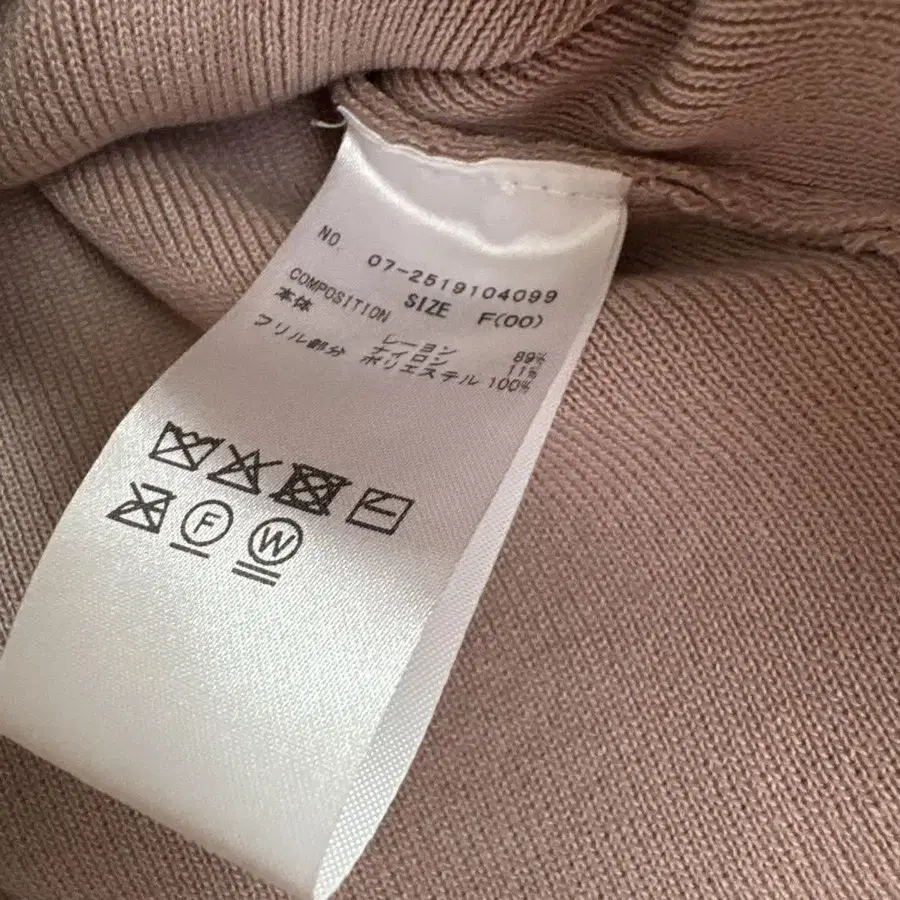 NO 07-2519104099
SIZE F(00)
COMPOSITION
本体 レーヨン 89%
ナイロン 11%
フリル部分 ポリエステル 100%
F
W